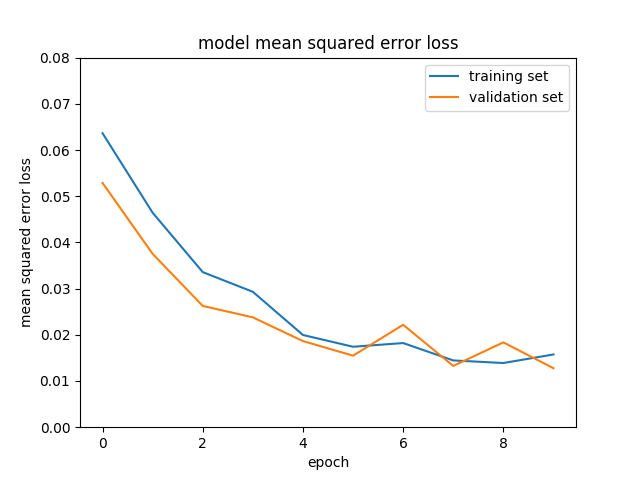 model mean squared error loss
training set
validation set
mean squared error loss
0.08
0.07
0.06
0.05
0.04
0.03
0.02
0.01
0.00
0 2 4 6 8
epoch